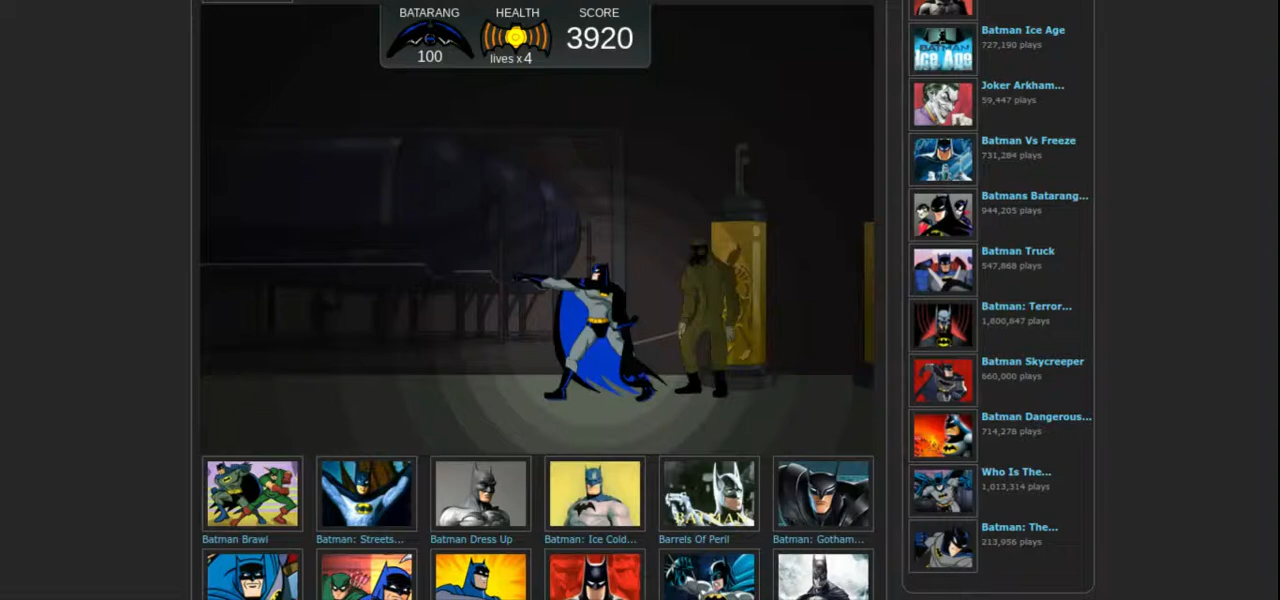 BATARANG
HEALTH
SCORE
100
lives x 4
3920
Batman Ice Age
727,190 plays
BATMAN
Ice Age
Joker Arkham...
59,447 plays
Batman Vs Freeze
731,284 plays
Batmans Batarang...
944,205 plays
Batman Truck
547,868 plays
Batman: Terror...
1,800,847 plays
Batman Skycreeper
660,000 plays
Batman Dangerous...
714,278 plays
Who Is The...
1,013,314 plays
Batman: The...
213,956 plays
BATMAN
Batman Brawl
Batman: Streets...
Batman Dress Up
Batman: Ice Cold...
Barrels Of Peril
Batman: Gotham...